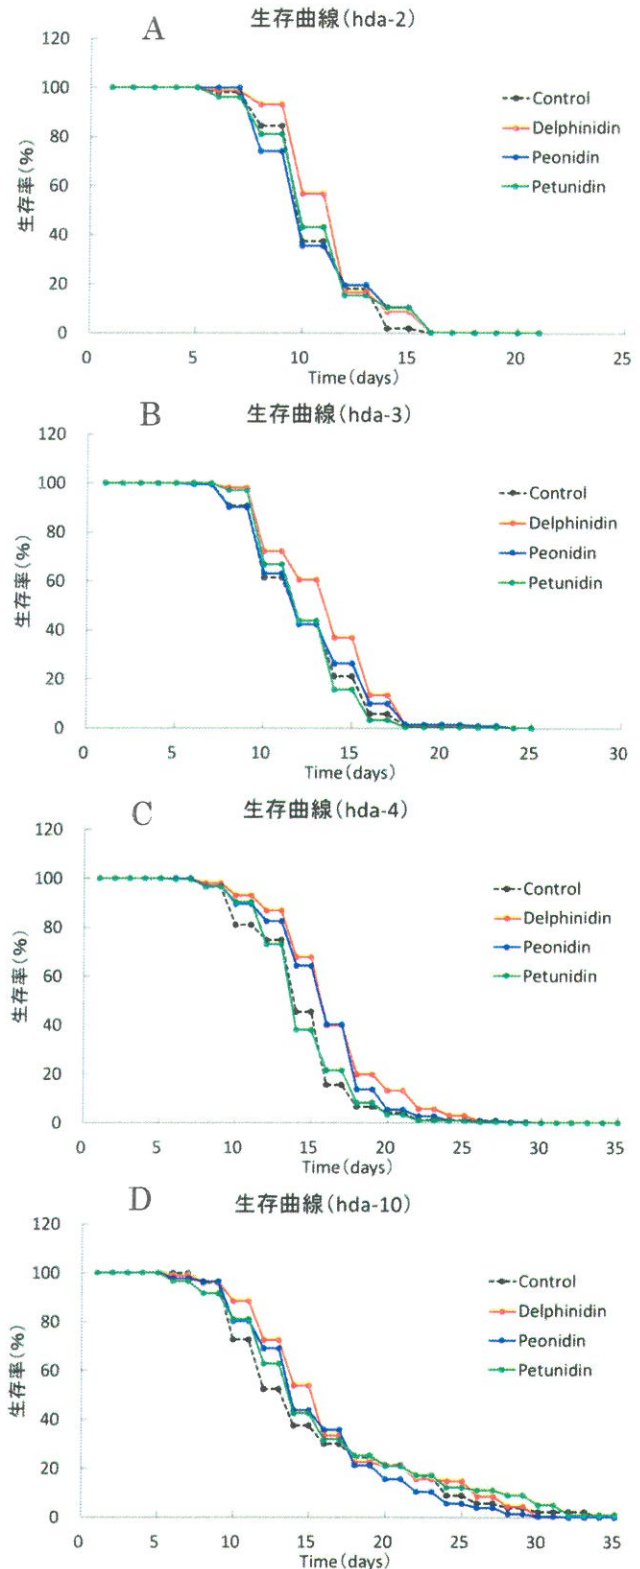 A 生存曲線(hda-2)
120
100
80
60
40
20
0
生存率(%)
Control
Delphinidin
Peonidin
Petunidin
0 5 10 15 20 25
Time(days)
B 生存曲線(hda-3)
120
100
80
60
40
20
0
生存率(%)
Control
Delphinidin
Peonidin
Petunidin
0 5 10 15 20 25 30
Time(days)
C 生存曲線(hda-4)
120
100
80
60
40
20
0
生存率(%)
Control
Delphinidin
Peonidin
Petunidin
0 5 10 15 20 25 30 35
Time(days)
D 生存曲線(hda-10)
120
100
80
60
40
20
0
生存率(%)
Control
Delphinidin
Peonidin
Petunidin
0 5 10 15 20 25 30 35
Time(days)